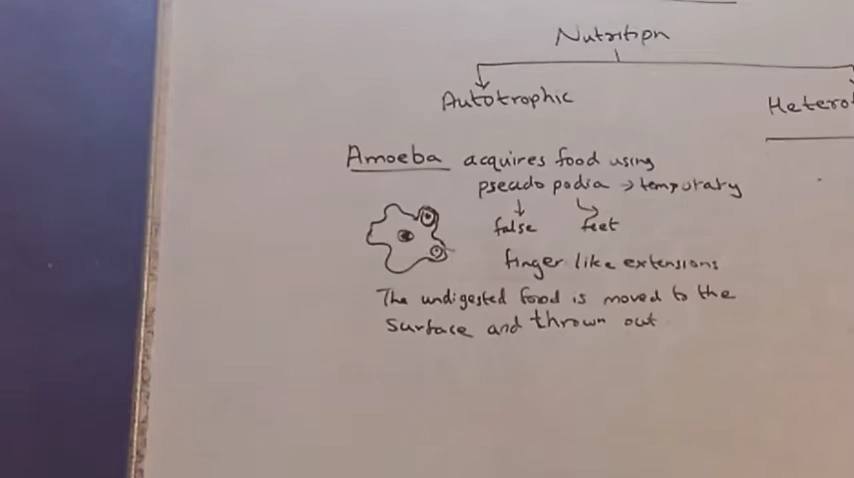 Nutrition
Autotrophic
Amoeba acquires food using
pseudo podia → temporary
false feet
finger like extensions
The undigested food is moved to the
surface and thrown out